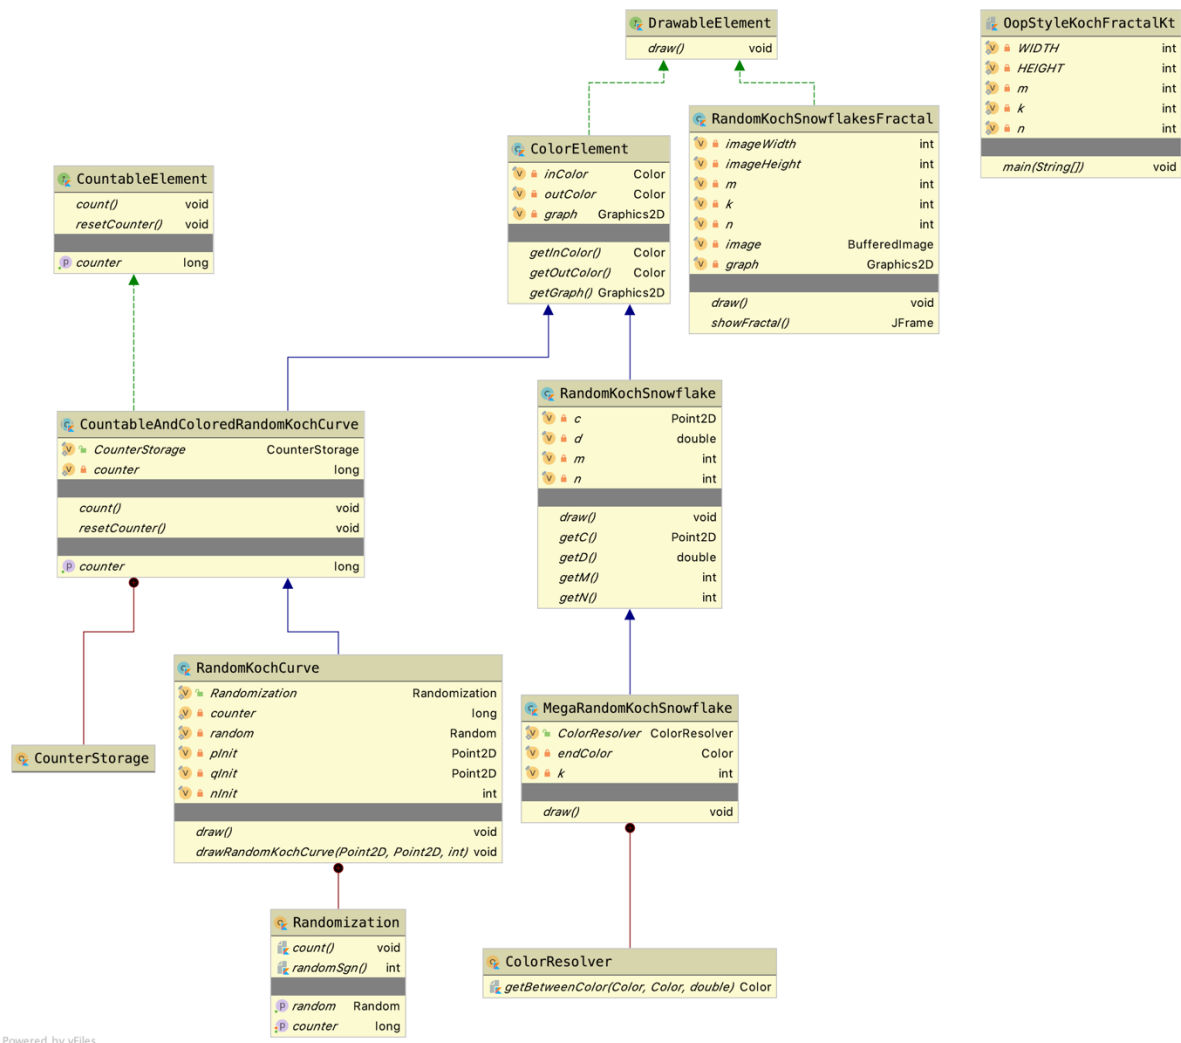 DrawableElement
draw() void
OopStyleKochFractalKt
WIDTH int
HEIGHT int
m int
k int
n int
main(String[]) void
RandomKochSnowflakesFractal
imageWidth int
imageHeight int
m int
k int
n int
image BufferedImage
graph Graphics2D
draw() void
showFractal() JFrame
ColorElement
inColor Color
outColor Color
graph Graphics2D
getInColor() Color
getOutColor() Color
getGraph() Graphics2D
CountableElement
count() void
resetCounter() void
counter long
CountableAndColoredRandomKochCurve
CounterStorage CounterStorage
counter long
count() void
resetCounter() void
counter long
RandomKochSnowflake
c Point2D
d double
m int
n int
draw() void
getC() Point2D
getD() double
getM() int
getN() int
RandomKochCurve
Randomization Randomization
counter long
random Random
pInit Point2D
qInit Point2D
nInit int
draw() void
drawRandomKochCurve(Point2D, Point2D, int) void
MegaRandomKochSnowflake
ColorResolver ColorResolver
endColor Color
k int
draw() void
CounterStorage
Randomization
count() void
randomSgn() int
random Random
counter long
ColorResolver
getBetweenColor(Color, Color, double) Color
Powered by yFiles